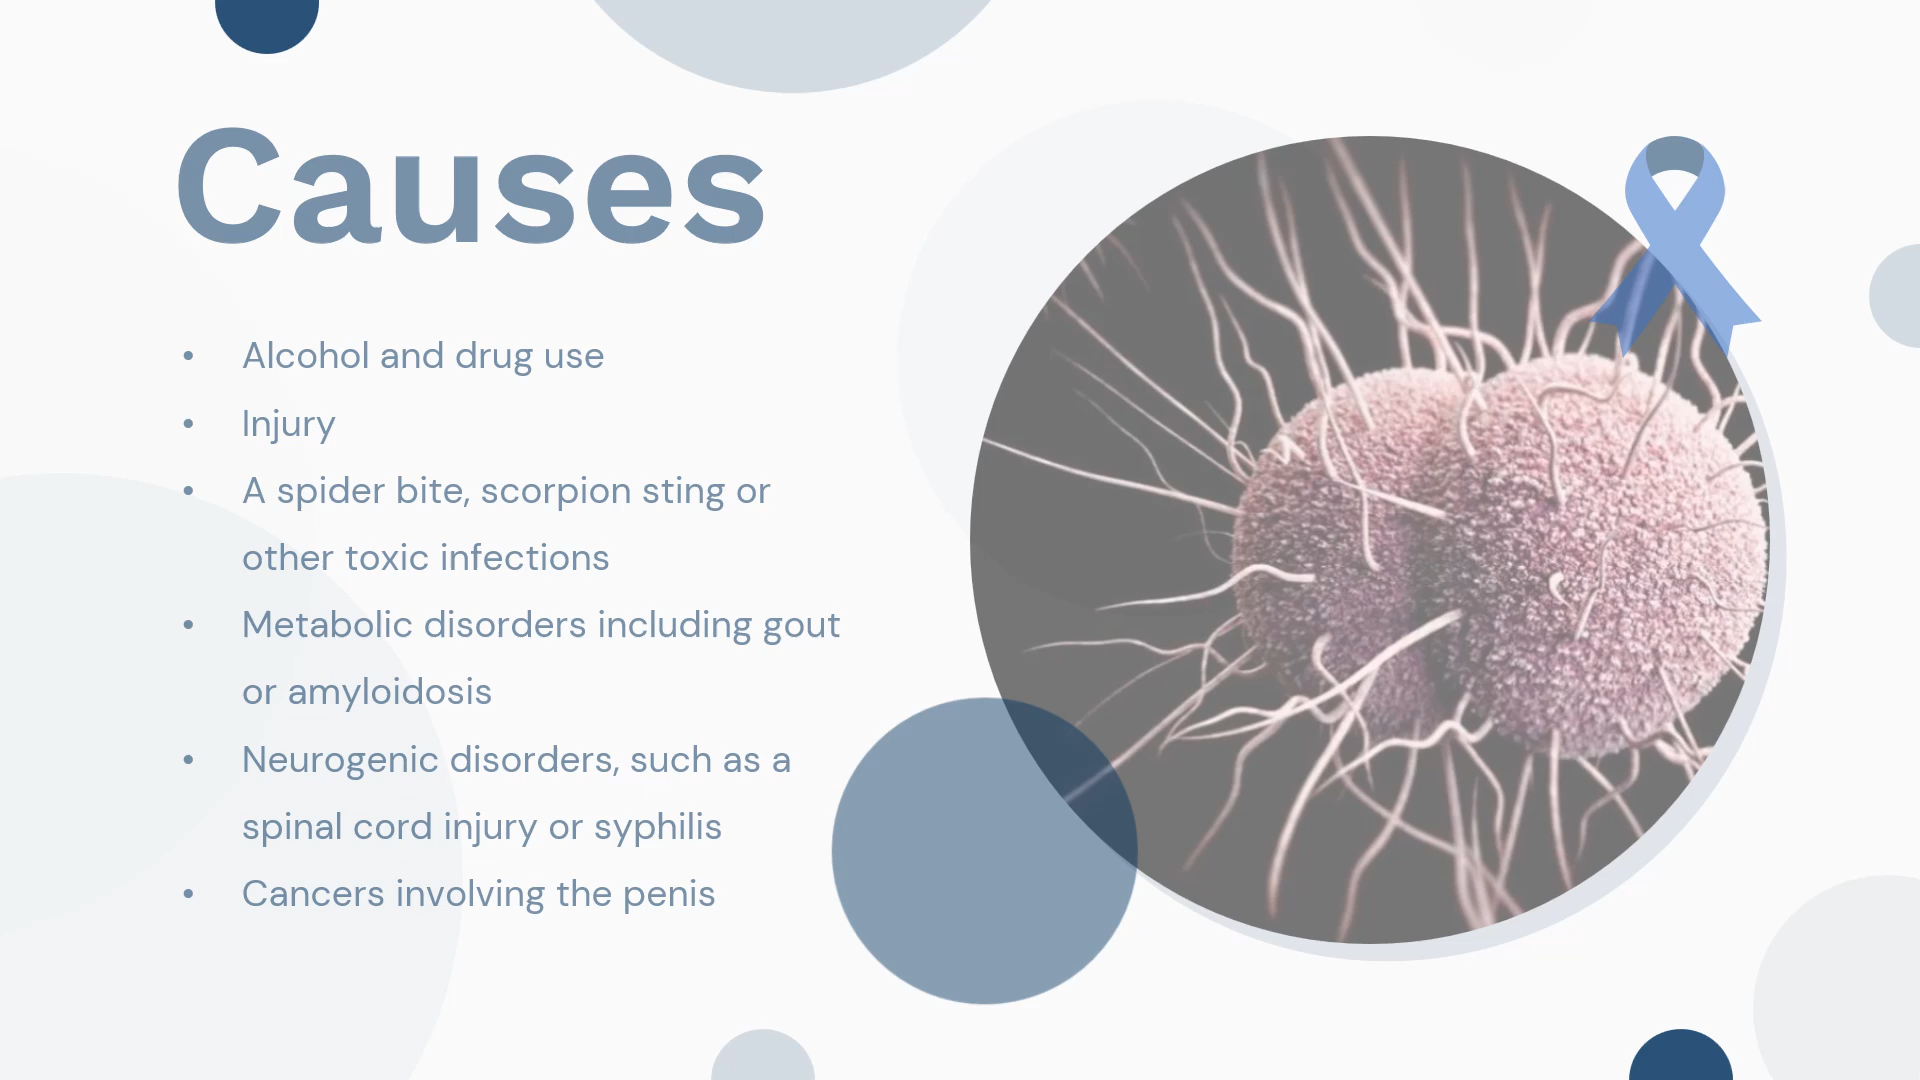 Causes
• Alcohol and drug use
• Injury
• A spider bite, scorpion sting or
other toxic infections
• Metabolic disorders including gout
or amyloidosis
• Neurogenic disorders, such as a
spinal cord injury or syphilis
• Cancers involving the penis